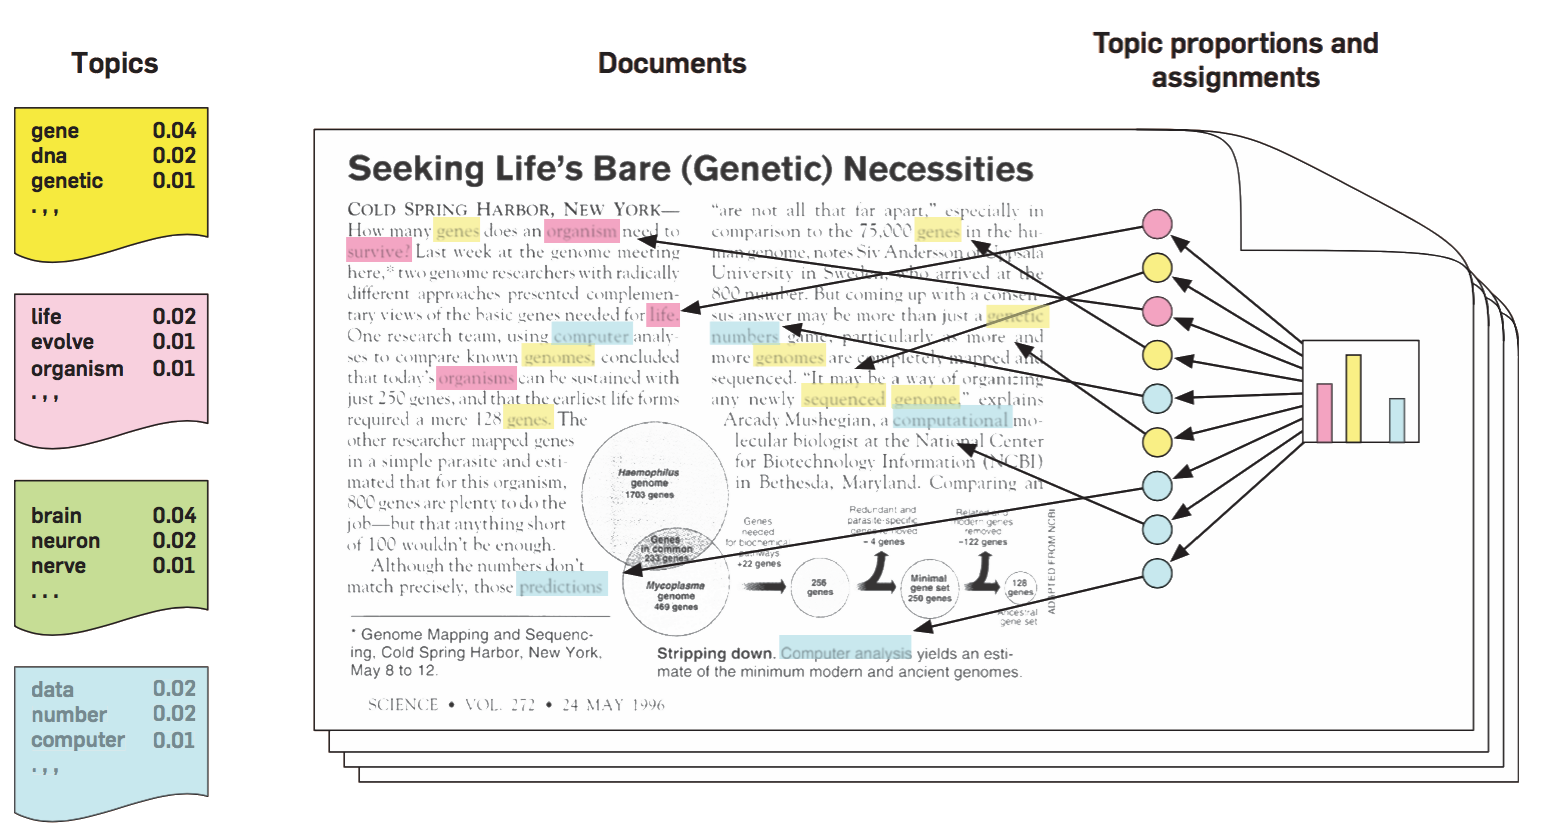 Topics
Documents
Topic proportions and
assignments
gene 0.04
dna 0.02
genetic 0.01
. , ,
life 0.02
evolve 0.01
organism 0.01
. , ,
brain 0.04
neuron 0.02
nerve 0.01
. . .
data 0.02
number 0.02
computer 0.01
. , ,
Seeking Life's Bare (Genetic) Necessities
COLD SPRING HARBOR, NEW YORK—
How many genes does an organism need to
survive? Last week at the genome meeting
here,* two genome researchers with radically
different approaches presented complemen-
tary views of the basic genes needed for life.
One research team, using computer analy-
ses to compare known genomes, concluded
that today's organisms can be sustained with
just 250 genes, and that the earliest life forms
required a mere 128 genes. The
other researcher mapped genes
in a simple parasite and esti-
mated that for this organism,
800 genes are plenty to do the
job—but that anything short
of 100 wouldn't be enough.
Although the numbers don't
match precisely, those predictions
* Genome Mapping and Sequenc-
ing, Cold Spring Harbor, New York,
May 8 to 12.
"are not all that far apart," especially in
comparison to the 75,000 genes in the hu-
man genome, notes Siv Andersson of Uppsala
University in Sweden, who arrived at the
800 number. But coming up with a consen-
sus answer may be more than just a genetic
numbers game, particularly as more and
more genomes are completely mapped and
sequenced. "It may be a way of organizing
any newly sequenced genome," explains
Arcady Mushegian, a computational mo-
lecular biologist at the National Center
for Biotechnology Information (NCBI)
in Bethesda, Maryland. Comparing an
Haemophilus
genome
1703 genes
Genes
in common
233 genes
Mycoplasma
genome
469 genes
Genes
needed
for biochemical
pathways
+22 genes
256
genes
Redundant and
parasite-specific
genes removed
– 4 genes
Minimal
gene set
250 genes
Related and
modern genes
removed
–122 genes
128
genes
Ancestral
gene set
ADAPTED FROM NCBI
Stripping down. Computer analysis yields an esti-
mate of the minimum modern and ancient genomes.
SCIENCE • VOL. 272 • 24 MAY 1996